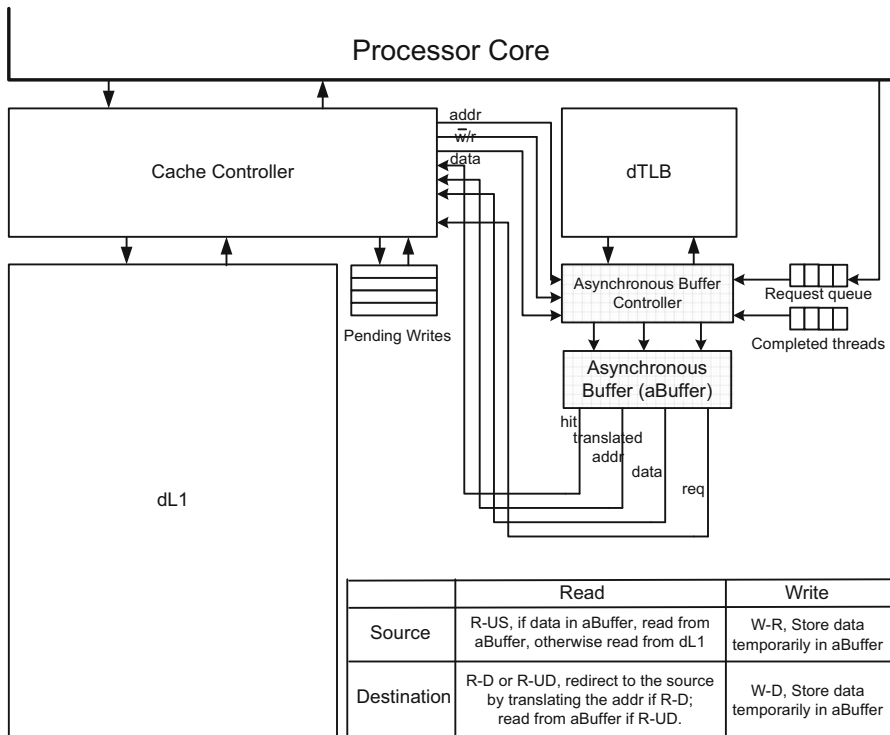 Processor Core
addr
w̅/r
data
Cache Controller
dTLB
Asynchronous Buffer
Controller
Request queue
Pending Writes
Completed threads
Asynchronous
Buffer (aBuffer)
hit
translated
addr
data
req
dL1
Read
Write
Source
R-US, if data in aBuffer, read from
aBuffer, otherwise read from dL1
W-R, Store data
temporarily in aBuffer
Destination
R-D or R-UD, redirect to the source
by translating the addr if R-D;
read from aBuffer if R-UD.
W-D, Store data
temporarily in aBuffer